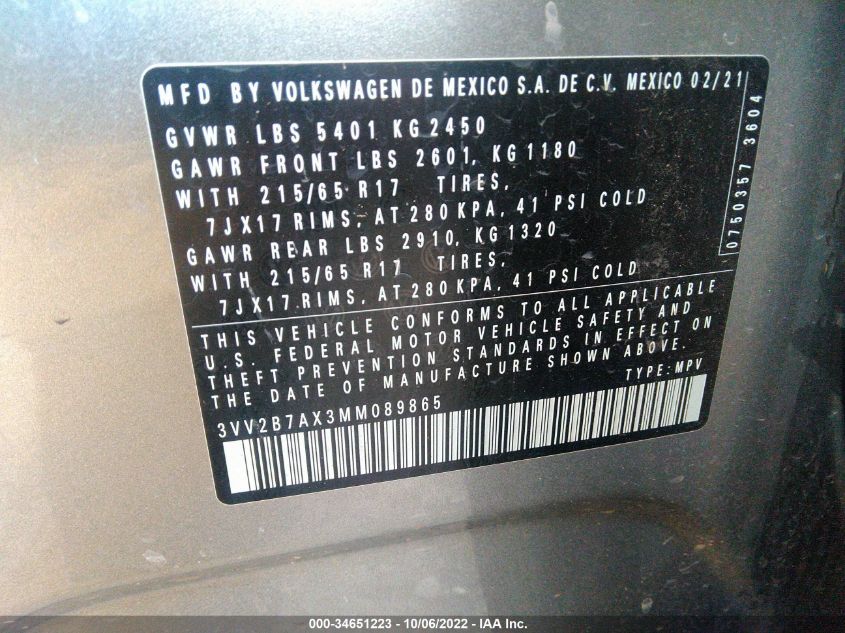 MFD BY VOLKSWAGEN DE MEXICO S.A. DE C.V. MEXICO 02/21
GVWR LBS 5401 KG 2450
GAWR FRONT LBS 2601, KG 1180
WITH 215/65 R17 TIRES,
7JX17 RIMS, AT 280 KPA, 41 PSI COLD
GAWR REAR LBS 2910, KG 1320
WITH 215/65 R17 TIRES,
7JX17 RIMS, AT 280 KPA, 41 PSI COLD
0750357 3604
THIS VEHICLE CONFORMS TO ALL APPLICABLE
U.S. FEDERAL MOTOR VEHICLE SAFETY AND
THEFT PREVENTION STANDARDS IN EFFECT ON
THE DATE OF MANUFACTURE SHOWN ABOVE.
TYPE: MPV
3VV2B7AX3MM089865
000-34651223 - 10/06/2022 - IAA Inc.